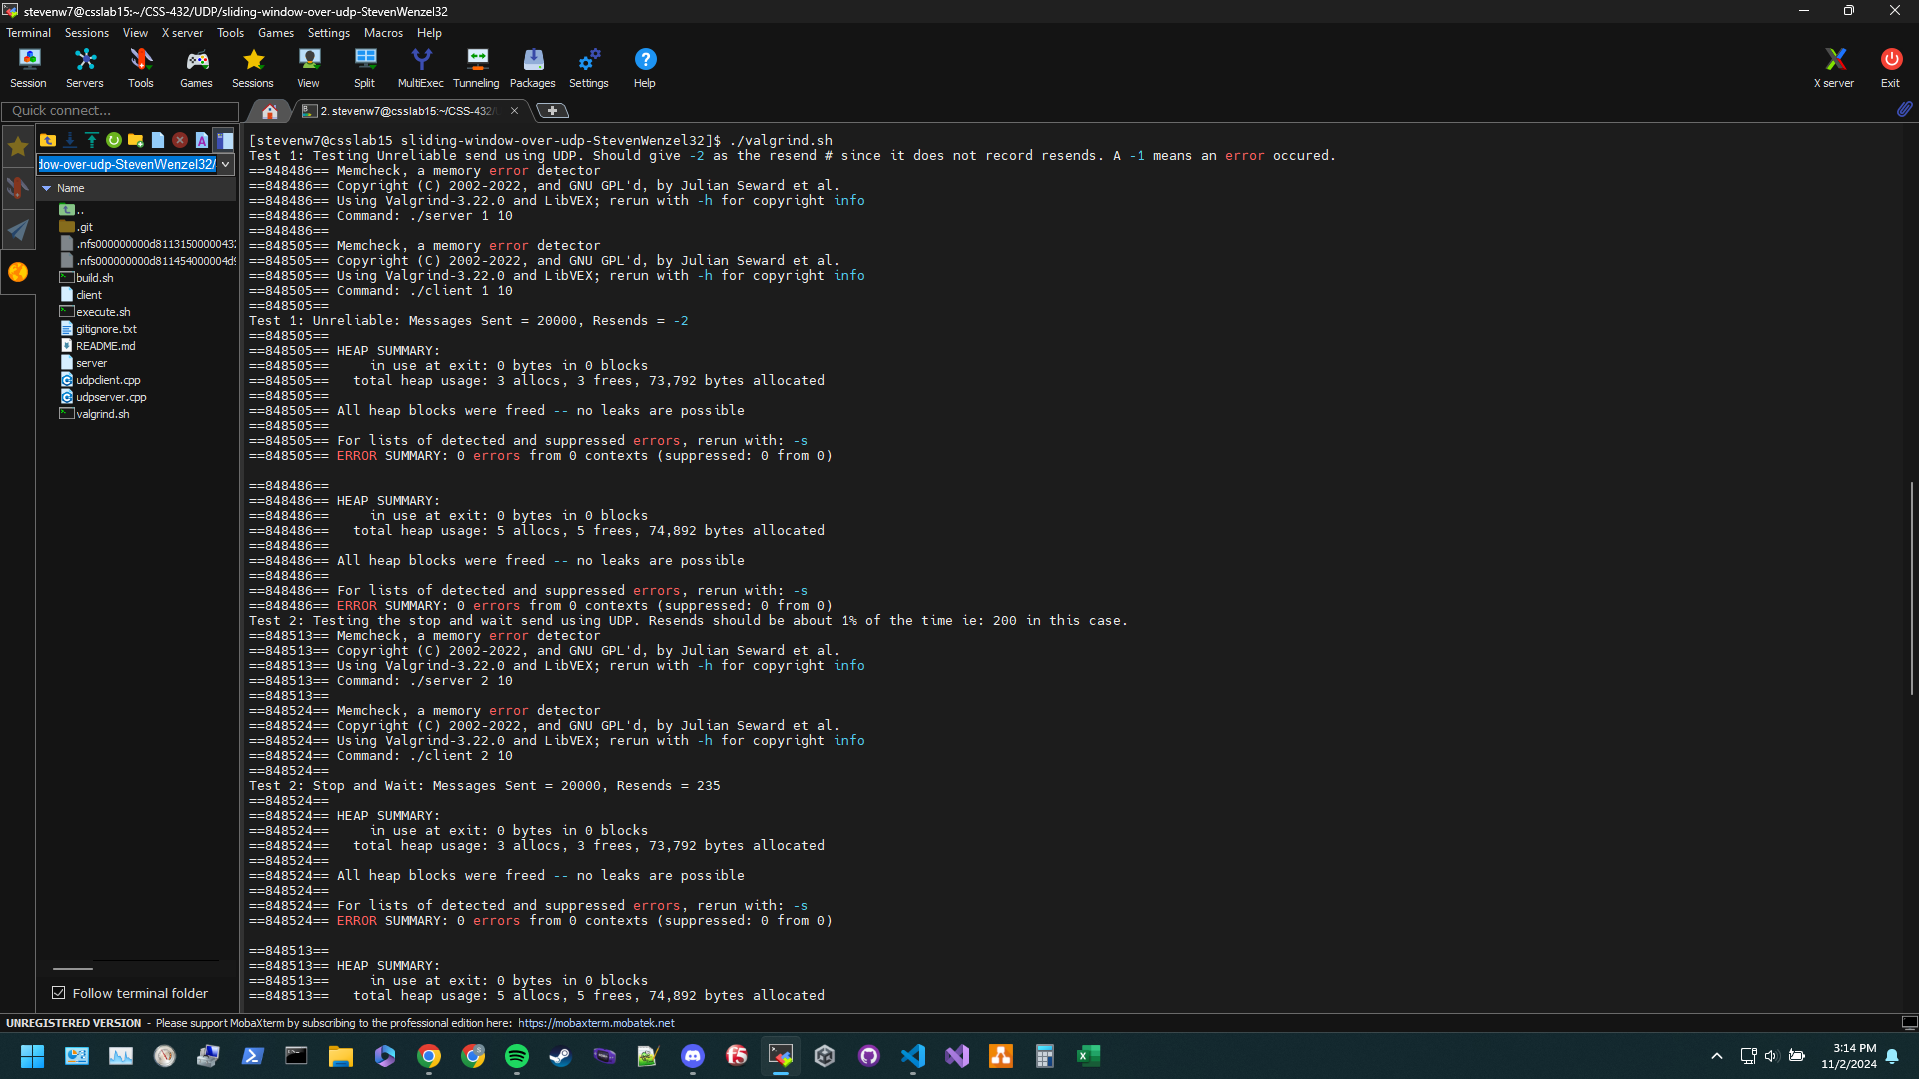 stevenw7@csslab15:~/CSS-432/UDP/sliding-window-over-udp-StevenWenzel32
Terminal Sessions View X server Tools Games Settings Macros Help
Session Servers Tools Games Sessions View Split MultiExec Tunneling Packages Settings Help X server Exit
Quick connect...
2. stevenw7@csslab15:~/CSS-432/
dow-over-udp-StevenWenzel32/
Name
..
.git
.nfs000000000d81131500000432
.nfs000000000d811454000004d9
build.sh
client
execute.sh
gitignore.txt
README.md
server
udpclient.cpp
udpserver.cpp
valgrind.sh
Follow terminal folder
[stevenw7@csslab15 sliding-window-over-udp-StevenWenzel32]$ ./valgrind.sh
Test 1: Testing Unreliable send using UDP. Should give -2 as the resend # since it does not record resends. A -1 means an error occured.
==848486== Memcheck, a memory error detector
==848486== Copyright (C) 2002-2022, and GNU GPL'd, by Julian Seward et al.
==848486== Using Valgrind-3.22.0 and LibVEX; rerun with -h for copyright info
==848486== Command: ./server 1 10
==848486==
==848505== Memcheck, a memory error detector
==848505== Copyright (C) 2002-2022, and GNU GPL'd, by Julian Seward et al.
==848505== Using Valgrind-3.22.0 and LibVEX; rerun with -h for copyright info
==848505== Command: ./client 1 10
==848505==
Test 1: Unreliable: Messages Sent = 20000, Resends = -2
==848505==
==848505== HEAP SUMMARY:
==848505==     in use at exit: 0 bytes in 0 blocks
==848505==   total heap usage: 3 allocs, 3 frees, 73,792 bytes allocated
==848505==
==848505== All heap blocks were freed -- no leaks are possible
==848505==
==848505== For lists of detected and suppressed errors, rerun with: -s
==848505== ERROR SUMMARY: 0 errors from 0 contexts (suppressed: 0 from 0)
==848486==
==848486== HEAP SUMMARY:
==848486==     in use at exit: 0 bytes in 0 blocks
==848486==   total heap usage: 5 allocs, 5 frees, 74,892 bytes allocated
==848486==
==848486== All heap blocks were freed -- no leaks are possible
==848486==
==848486== For lists of detected and suppressed errors, rerun with: -s
==848486== ERROR SUMMARY: 0 errors from 0 contexts (suppressed: 0 from 0)
Test 2: Testing the stop and wait send using UDP. Resends should be about 1% of the time ie: 200 in this case.
==848513== Memcheck, a memory error detector
==848513== Copyright (C) 2002-2022, and GNU GPL'd, by Julian Seward et al.
==848513== Using Valgrind-3.22.0 and LibVEX; rerun with -h for copyright info
==848513== Command: ./server 2 10
==848513==
==848524== Memcheck, a memory error detector
==848524== Copyright (C) 2002-2022, and GNU GPL'd, by Julian Seward et al.
==848524== Using Valgrind-3.22.0 and LibVEX; rerun with -h for copyright info
==848524== Command: ./client 2 10
==848524==
Test 2: Stop and Wait: Messages Sent = 20000, Resends = 235
==848524==
==848524== HEAP SUMMARY:
==848524==     in use at exit: 0 bytes in 0 blocks
==848524==   total heap usage: 3 allocs, 3 frees, 73,792 bytes allocated
==848524==
==848524== All heap blocks were freed -- no leaks are possible
==848524==
==848524== For lists of detected and suppressed errors, rerun with: -s
==848524== ERROR SUMMARY: 0 errors from 0 contexts (suppressed: 0 from 0)
==848513==
==848513== HEAP SUMMARY:
==848513==     in use at exit: 0 bytes in 0 blocks
==848513==   total heap usage: 5 allocs, 5 frees, 74,892 bytes allocated
UNREGISTERED VERSION - Please support MobaXterm by subscribing to the professional edition here: https://mobaxterm.mobatek.net
3:14 PM
11/2/2024